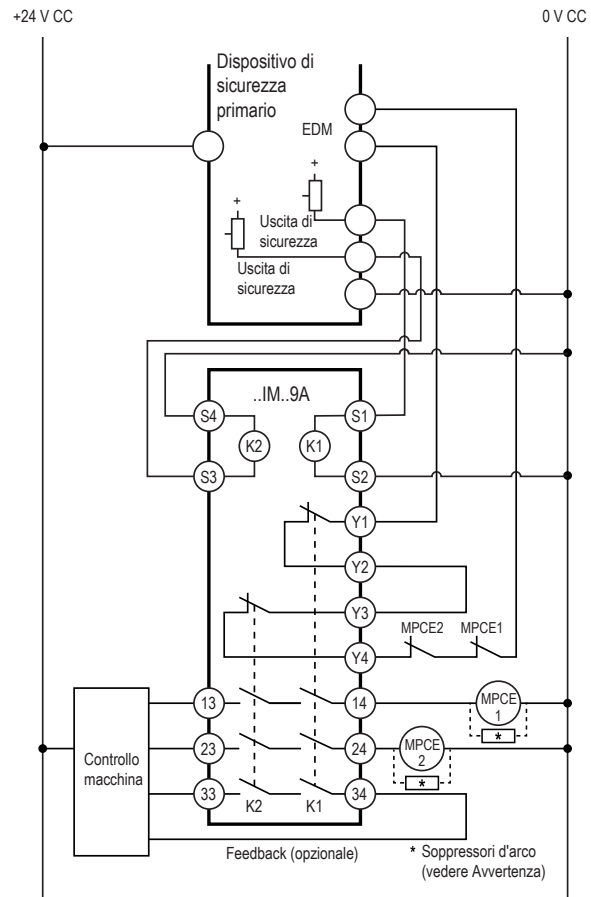 +24 V CC
0 V CC
Dispositivo di
sicurezza
primario
EDM
+
Uscita di
sicurezza
+
Uscita di
sicurezza
..IM..9A
S4
S1
K2
K1
S3
S2
Y1
Y2
Y3
MPCE2
MPCE1
Y4
13
14
MPCE
1
*
Controllo
macchina
23
24
MPCE
2
*
33
K2
K1
34
Feedback (opzionale)
* Soppressori d'arco
(vedere Avvertenza)